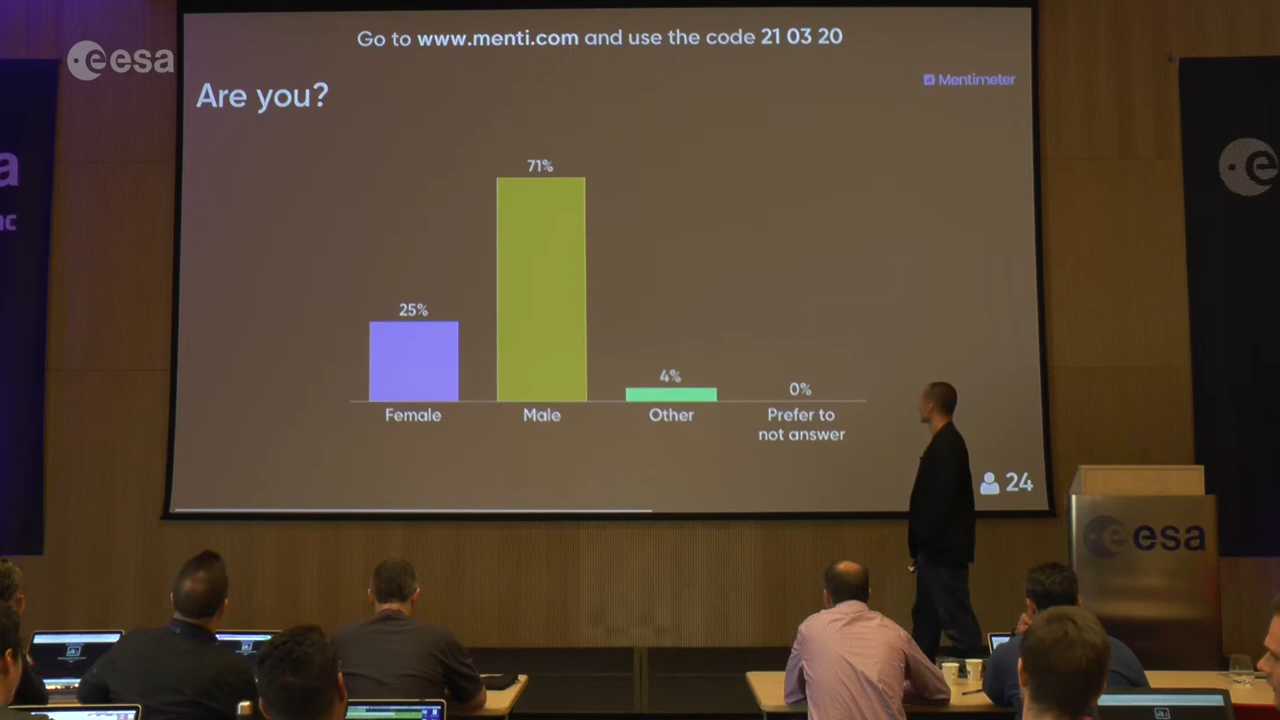 Go to www.menti.com and use the code 21 03 20
esa
Are you?
Mentimeter
71%
25%
4%
0%
Female
Male
Other
Prefer to
not answer
24
esa